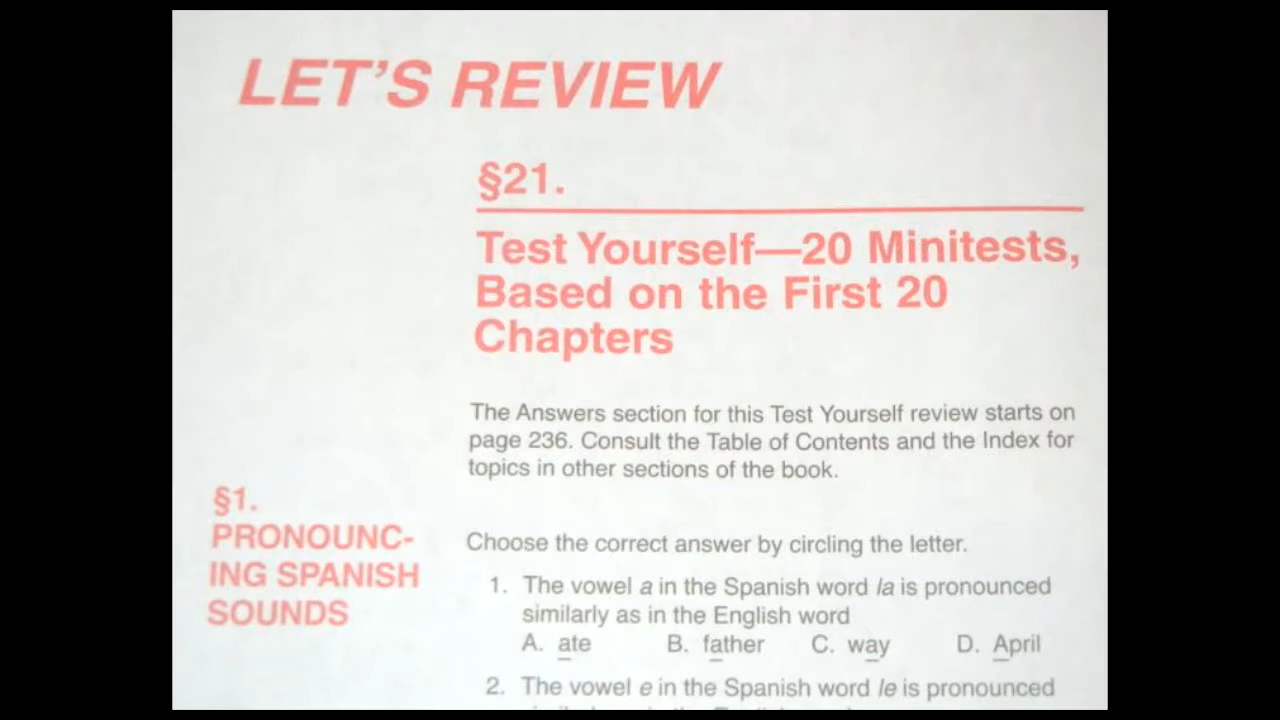 LET'S REVIEW
§21.
Test Yourself—20 Minitests,
Based on the First 20
Chapters
The Answers section for this Test Yourself review starts on
page 236. Consult the Table of Contents and the Index for
topics in other sections of the book.
§1.
PRONOUNC-
ING SPANISH
SOUNDS
Choose the correct answer by circling the letter.
1. The vowel a in the Spanish word la is pronounced
similarly as in the English word
A. ate B. father C. way D. April
2. The vowel e in the Spanish word le is pronounced